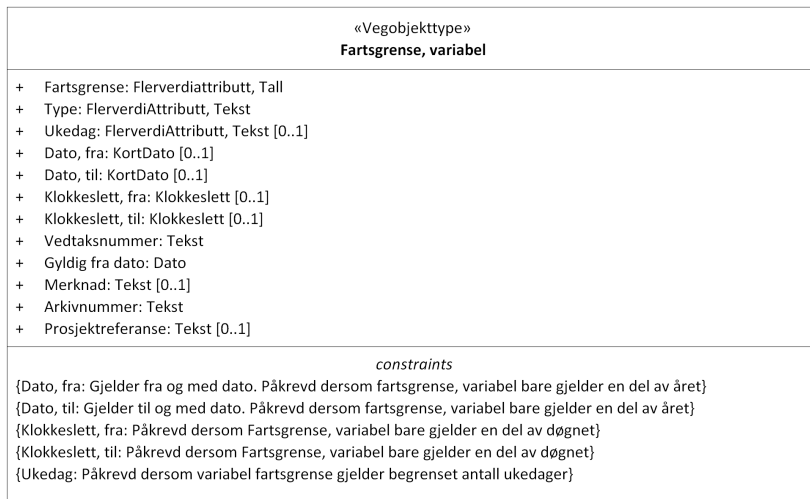 «Vegobjekttype»
Fartsgrense, variabel
+ Fartsgrense: Flerverdiattributt, Tall
+ Type: FlerverdiAttributt, Tekst
+ Ukedag: FlerverdiAttributt, Tekst [0..1]
+ Dato, fra: KortDato [0..1]
+ Dato, til: KortDato [0..1]
+ Klokkeslett, fra: Klokkeslett [0..1]
+ Klokkeslett, til: Klokkeslett [0..1]
+ Vedtaksnummer: Tekst
+ Gyldig fra dato: Dato
+ Merknad: Tekst [0..1]
+ Arkivnummer: Tekst
+ Prosjektreferanse: Tekst [0..1]
constraints
{Dato, fra: Gjelder fra og med dato. Påkrevd dersom fartsgrense, variabel bare gjelder en del av året}
{Dato, til: Gjelder til og med dato. Påkrevd dersom fartsgrense, variabel bare gjelder en del av året}
{Klokkeslett, fra: Påkrevd dersom Fartsgrense, variabel bare gjelder en del av døgnet}
{Klokkeslett, til: Påkrevd dersom Fartsgrense, variabel bare gjelder en del av døgnet}
{Ukedag: Påkrevd dersom variabel fartsgrense gjelder begrenset antall ukedager}